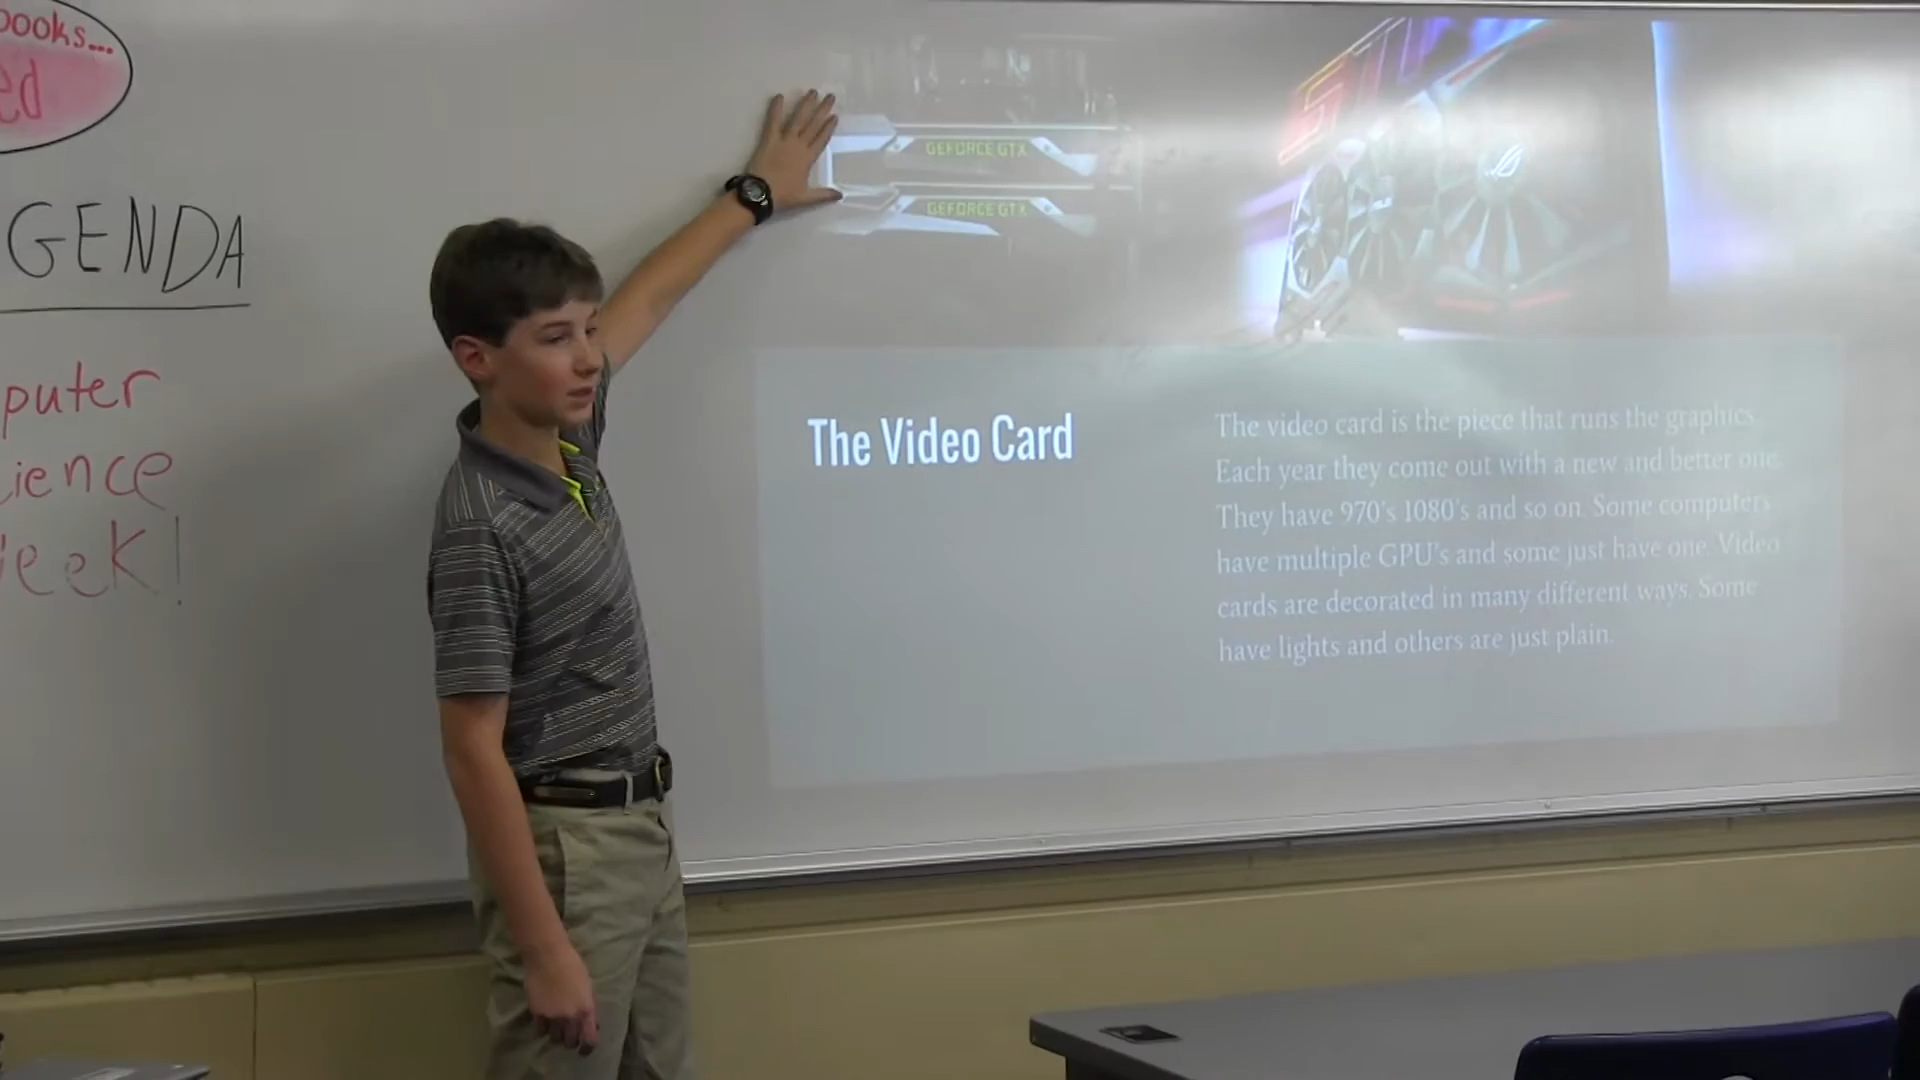 ooks...
ed
GENDA
puter
ience
eek!
GEFORCE GTX
GEFORCE GTX
The Video Card
The video card is the piece that runs the graphics.
Each year they come out with a new and better one.
They have 970's 1080's and so on. Some computers
have multiple GPU's and some just have one. Video
cards are decorated in many different ways. Some
have lights and others are just plain.